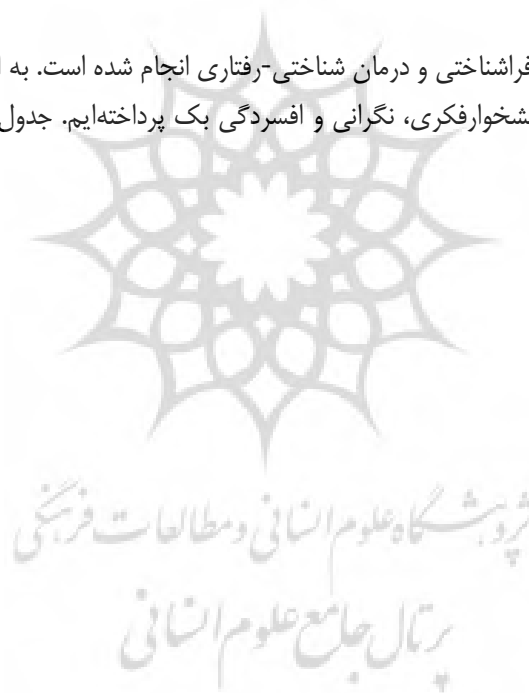 فراشناختی و درمان شناختی-رفتاری انجام شده است. به
نشخوارفکری، نگرانی و افسردگی بک پرداخته‌ایم. جدول
پژوهشگاه علوم انسانی و مطالعات فرهنگی
پرتال جامع علوم انسانی